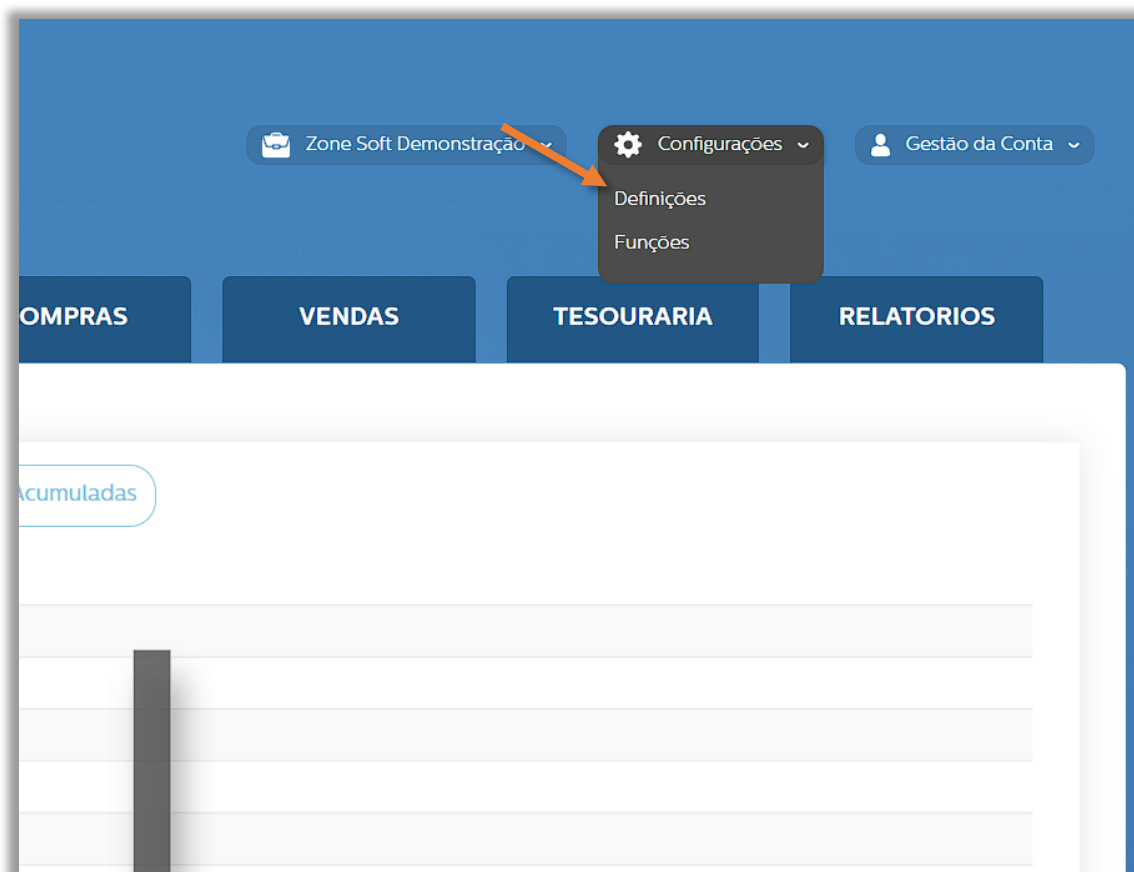 Zone Soft Demonstração
Configurações
Gestão da Conta
Definições
Funções
OMPRAS
VENDAS
TESOURARIA
RELATORIOS
Acumuladas